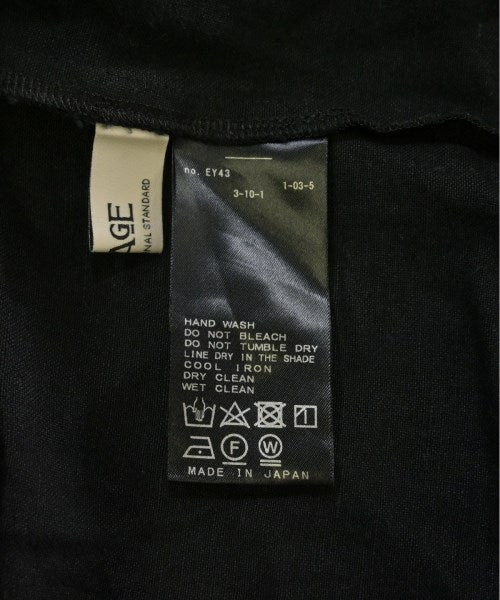 no. EY43
3-10-1 1-03-5
AGE
NAL STANDARD
HAND WASH
DO NOT BLEACH
DO NOT TUMBLE DRY
LINE DRY IN THE SHADE
COOL IRON
DRY CLEAN
WET CLEAN
F W
MADE IN JAPAN